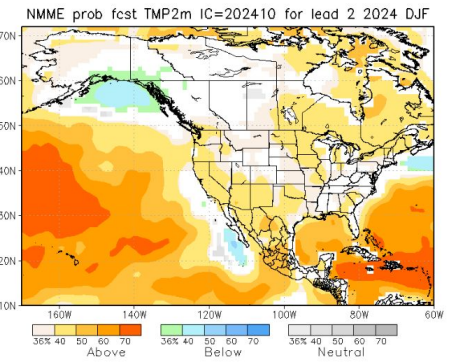 NMME prob fcst TMP2m IC=202410 for lead 2 2024 DJF
70N
60N
50N
40N
30N
20N
10N
160W 140W 120W 100W 80W 60W
36% 40 50 60 70 36% 40 50 60 70 36% 40 50 60 70
Above Below Neutral